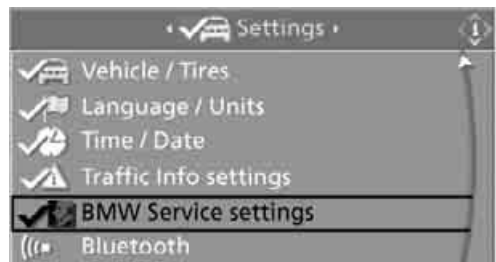 Settings
Vehicle / Tires
Language / Units
Time / Date
Traffic Info settings
BMW Service settings
Bluetooth